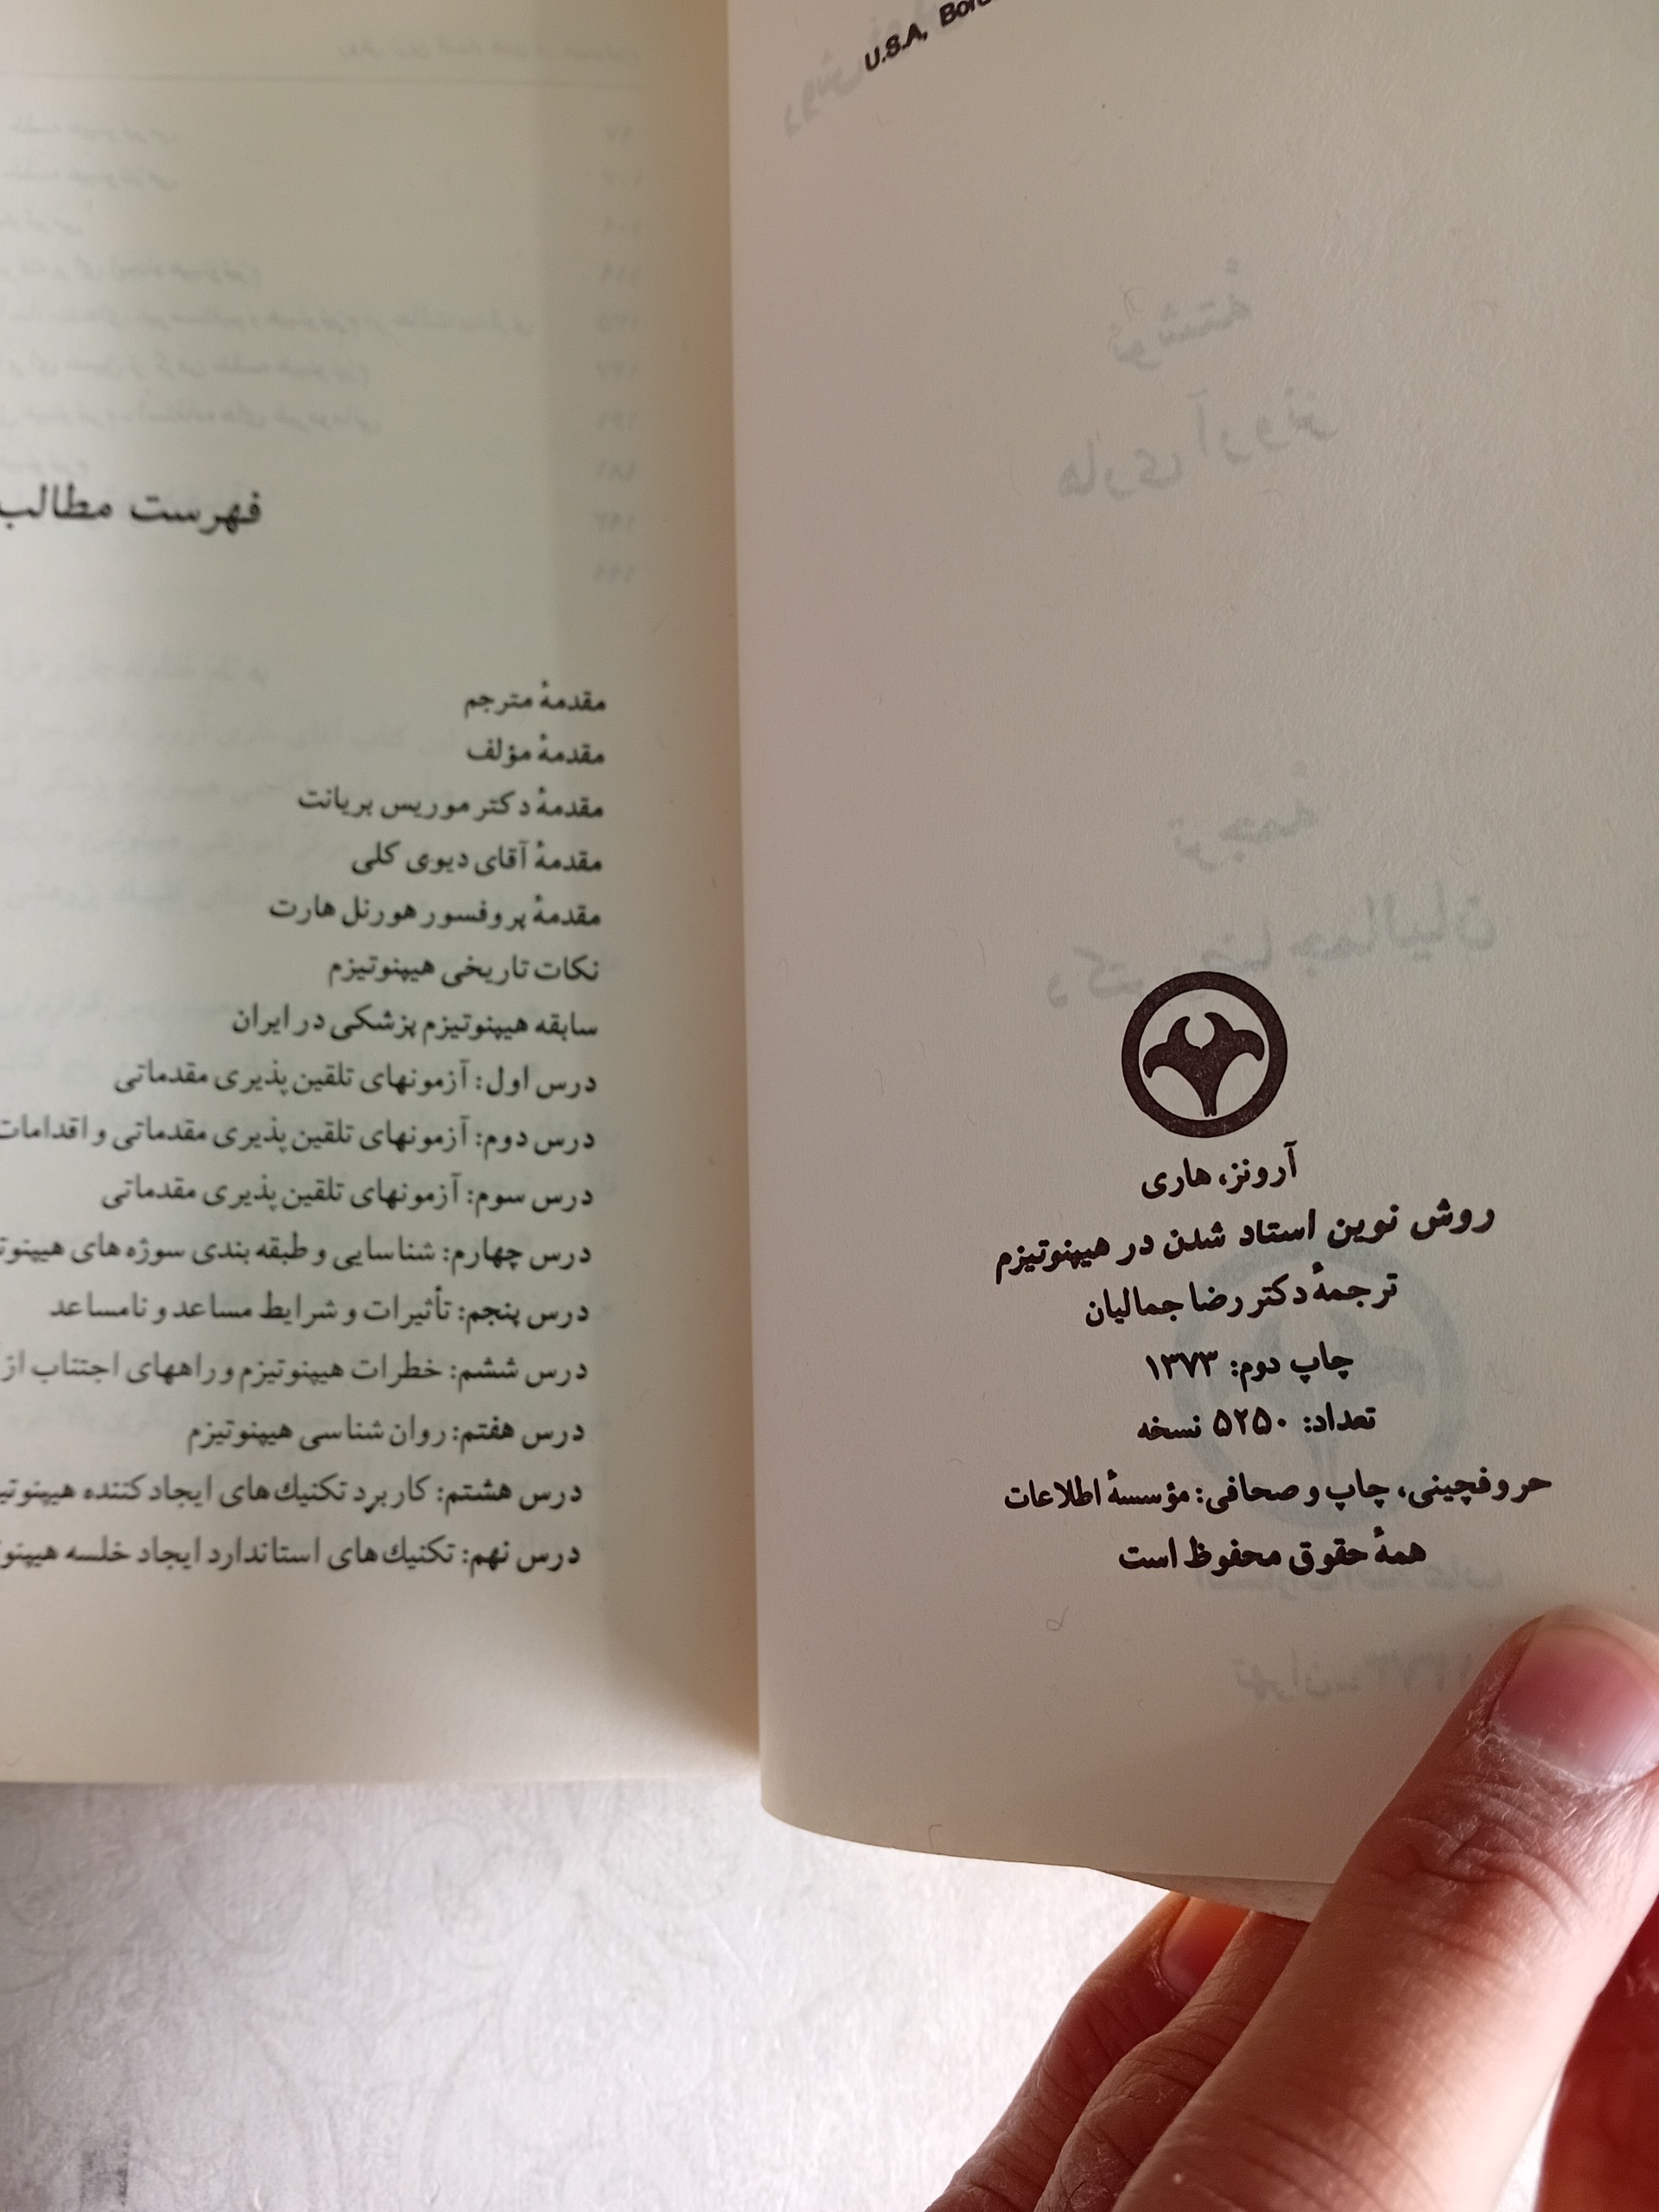 U.S.A,
آرونز، هاری
روش نوین استاد شدن در هیپنوتیزم
ترجمهٔ دکتر رضا جمالیان
چاپ دوم: ۱۳۷۳
تعداد: ۵۲۵۰ نسخه
حروفچینی، چاپ و صحافی: مؤسسهٔ اطلاعات
همهٔ حقوق محفوظ است
فهرست مطالب
مقدمهٔ مترجم
مقدمهٔ مؤلف
مقدمهٔ دکتر موریس بریانت
مقدمهٔ آقای دیوی کلی
مقدمهٔ پروفسور هورنل هارت
نکات تاریخی هیپنوتیزم
سابقه هیپنوتیزم پزشکی در ایران
درس اول: آزمونهای تلقین پذیری مقدماتی
درس دوم: آزمونهای تلقین پذیری مقدماتی و اقدامات
درس سوم: آزمونهای تلقین پذیری مقدماتی
درس چهارم: شناسایی و طبقه بندی سوژه های
درس پنجم: تأثیرات و شرایط مساعد و نامساعد
درس ششم: خطرات هیپنوتیزم و راههای اجتناب از
درس هفتم: روان شناسی هیپنوتیزم
درس هشتم: کاربرد تکنیك های ایجاد کننده
درس نهم: تکنیك های استاندارد ایجاد خلسه